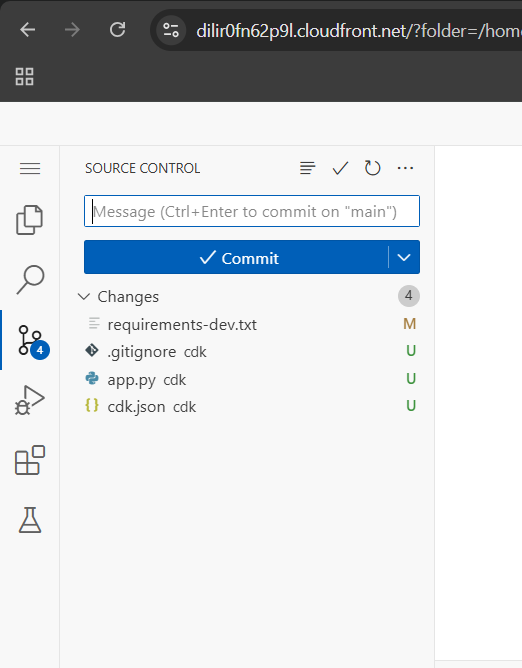 dilir0fn62p9l.cloudfront.net/?folder=/home
SOURCE CONTROL
Message (Ctrl+Enter to commit on "main")
Commit
Changes 4
requirements-dev.txt M
4
.gitignore cdk U
app.py cdk U
cdk.json cdk U